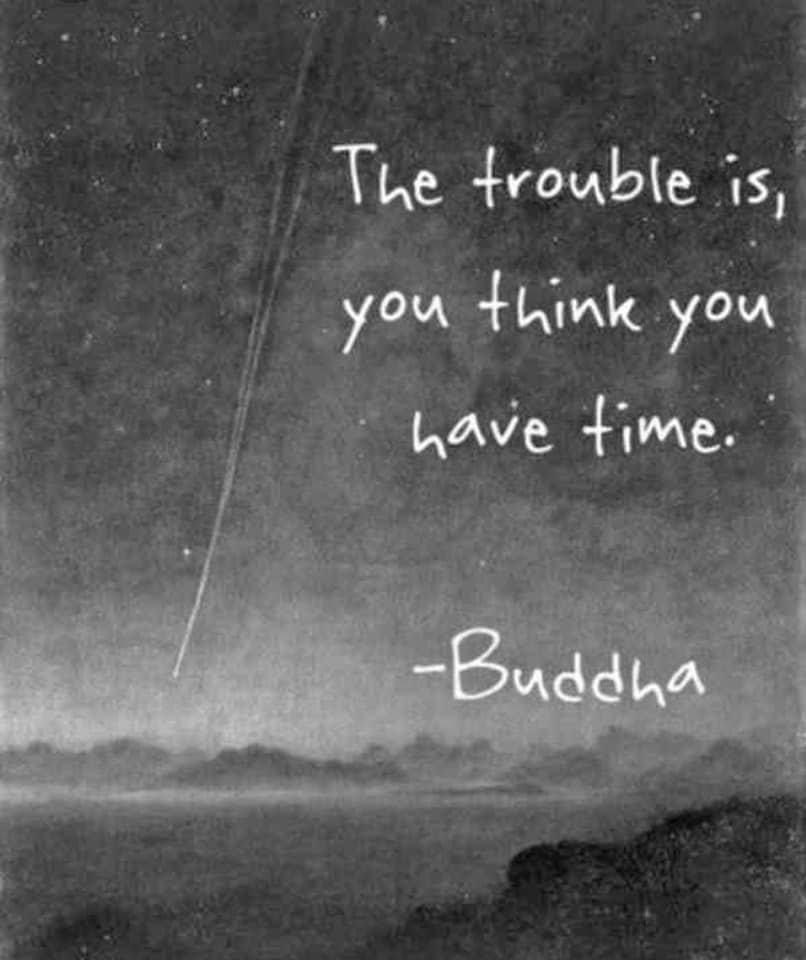 The trouble is,
you think you
have time.
-Buddha